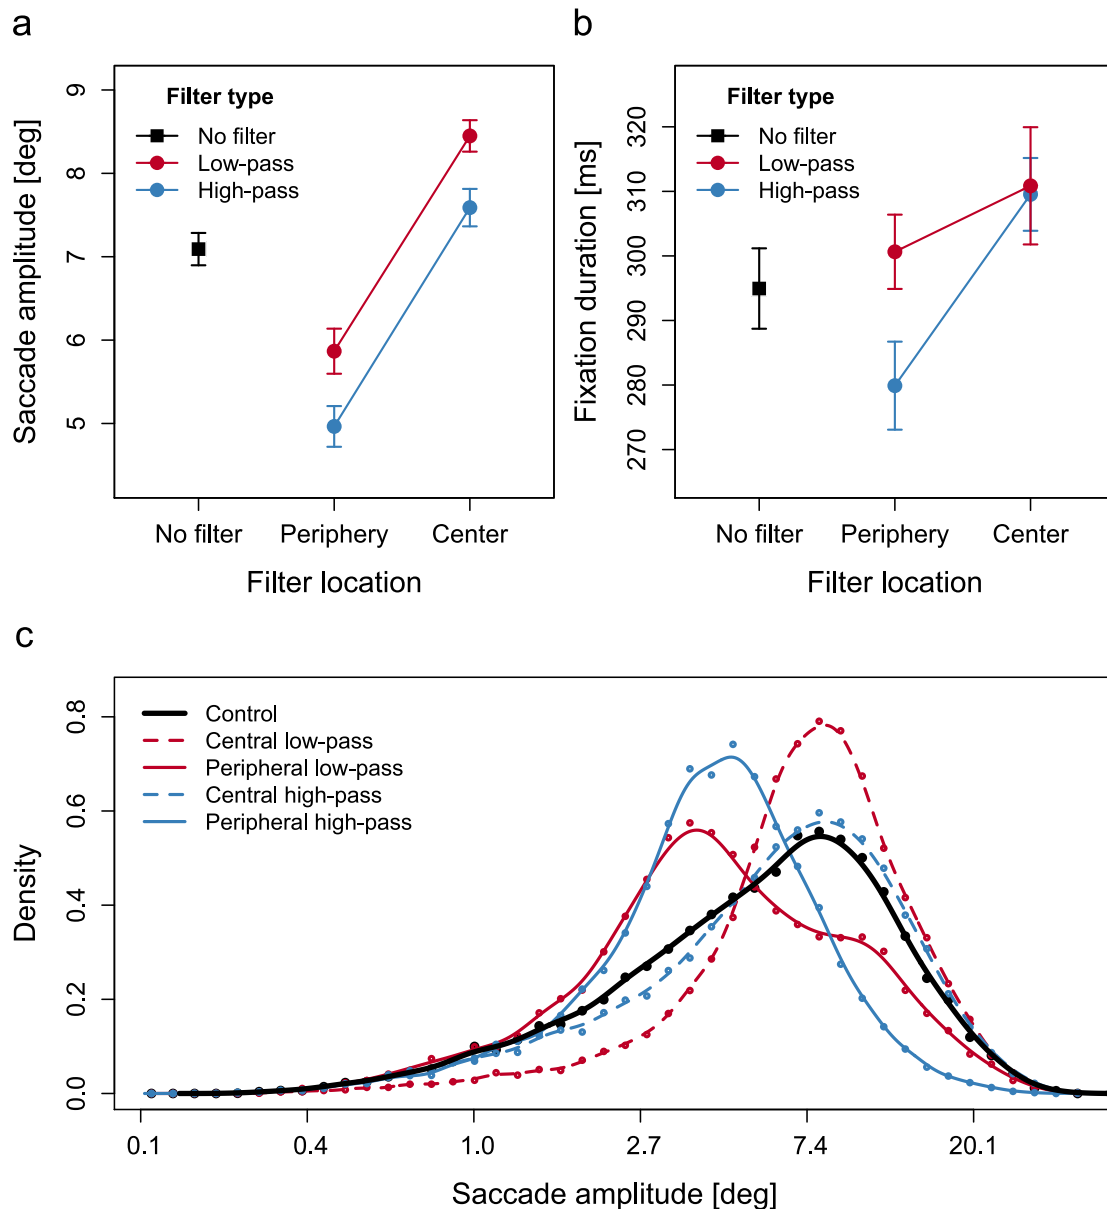 a
Saccade amplitude [deg]
9
8
7
6
5
Filter type
No filter
Low-pass
High-pass
No filter
Periphery
Center
Filter location
b
Fixation duration [ms]
320
310
300
290
280
270
Filter type
No filter
Low-pass
High-pass
No filter
Periphery
Center
Filter location
c
Density
0.8
0.6
0.4
0.2
0.0
Control
Central low-pass
Peripheral low-pass
Central high-pass
Peripheral high-pass
0.1
0.4
1.0
2.7
7.4
20.1
Saccade amplitude [deg]